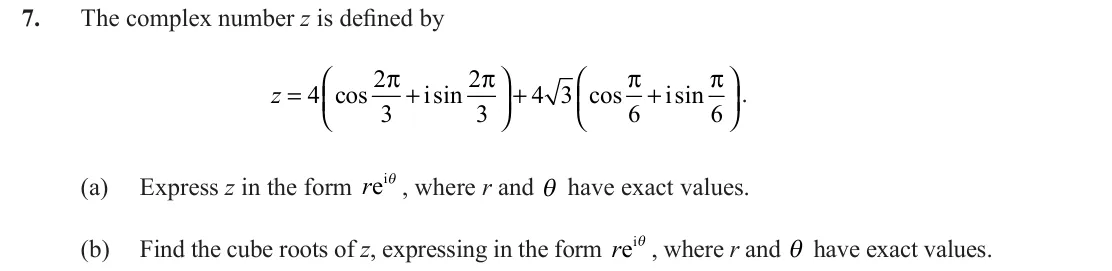 7. The complex number z is defined by
z = 4(cos 2π/3 + i sin 2π/3) + 4√3(cos π/6 + i sin π/6).
(a) Express z in the form re^{iθ}, where r and θ have exact values.
(b) Find the cube roots of z, expressing in the form re^{iθ}, where r and θ have exact values.